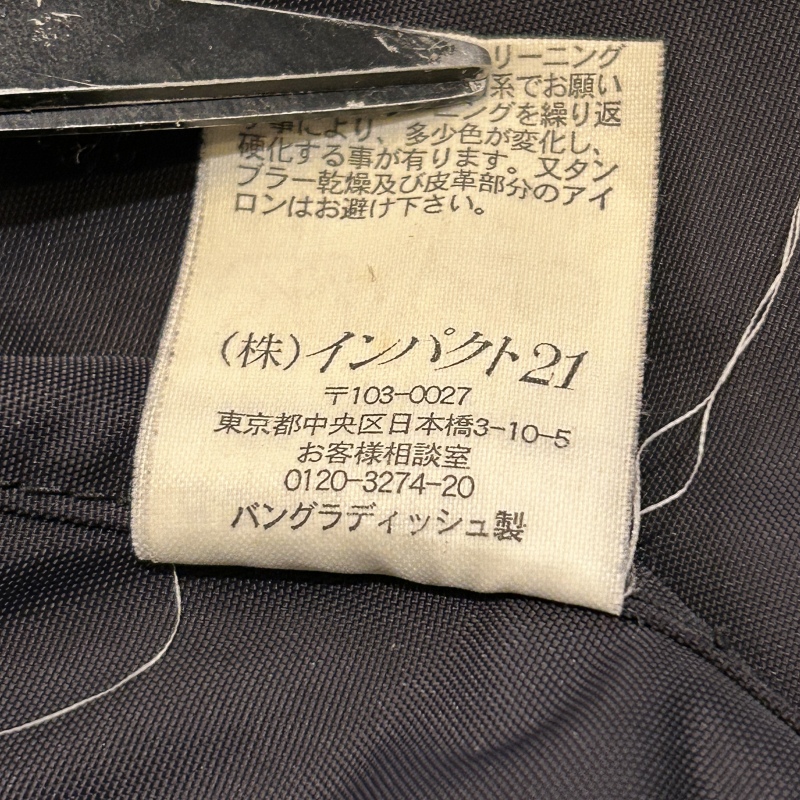 リーニング
系でお願い
ニングを繰り返
す事により、多少色が変化し、
硬化する事が有ります。又タン
ブラー乾燥及び皮革部分のアイ
ロンはお避け下さい。
(株)インパクト21
〒103-0027
東京都中央区日本橋3-10-5
お客様相談室
0120-3274-20
バングラディッシュ製